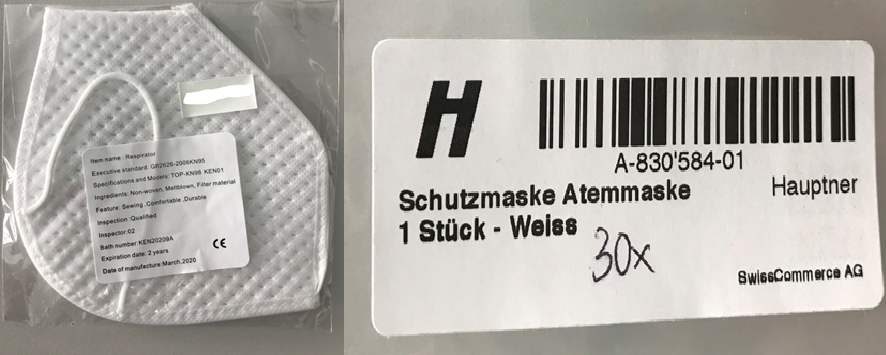 Item name : Respirator
Executive standard: GB2626-2006KN95
Specifications and Models: TOP-KN98 KEN01
Ingredients: Non-woven, Meltblown, Filter material
Feature: Sewing ,Comfortable ,Durable
Inspection :Qualified
Inspector:02
Bath number:KEN20209A
Expiration date: 2 years
Date of manufacture:March,2020
CE
H
A-830'584-01
Schutzmaske Atemmaske
Hauptner
1 Stück - Weiss
30x
SwissCommerce AG